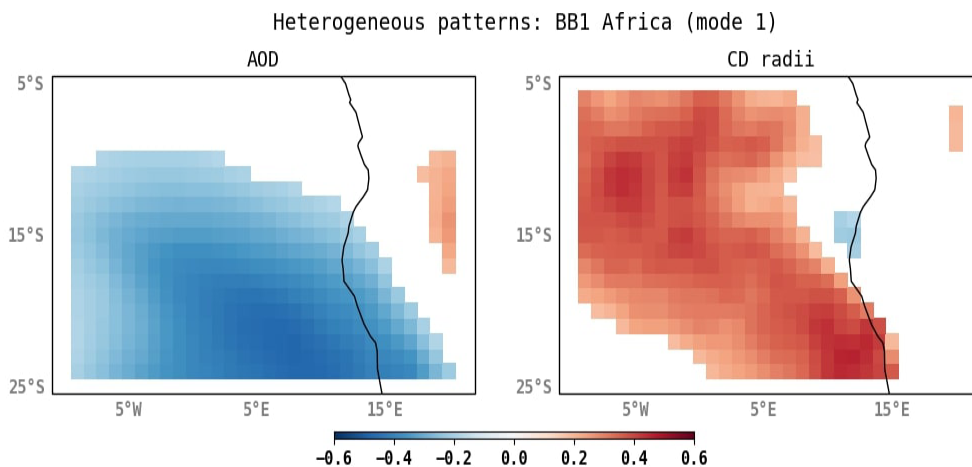 Heterogeneous patterns: BB1 Africa (mode 1)
AOD
CD radii
5°S
15°S
25°S
5°W
5°E
15°E
5°S
15°S
25°S
5°W
5°E
15°E
−0.6
−0.4
−0.2
0.0
0.2
0.4
0.6